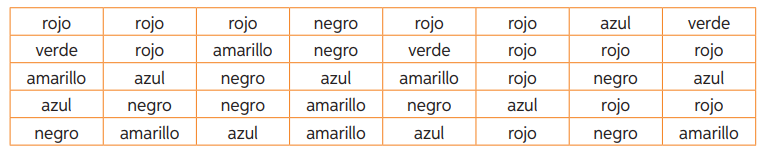 rojo rojo rojo negro rojo rojo azul verde
verde rojo amarillo negro verde rojo rojo rojo
amarillo azul negro azul amarillo rojo negro azul
azul negro negro amarillo negro azul rojo rojo
negro amarillo azul amarillo azul rojo negro amarillo